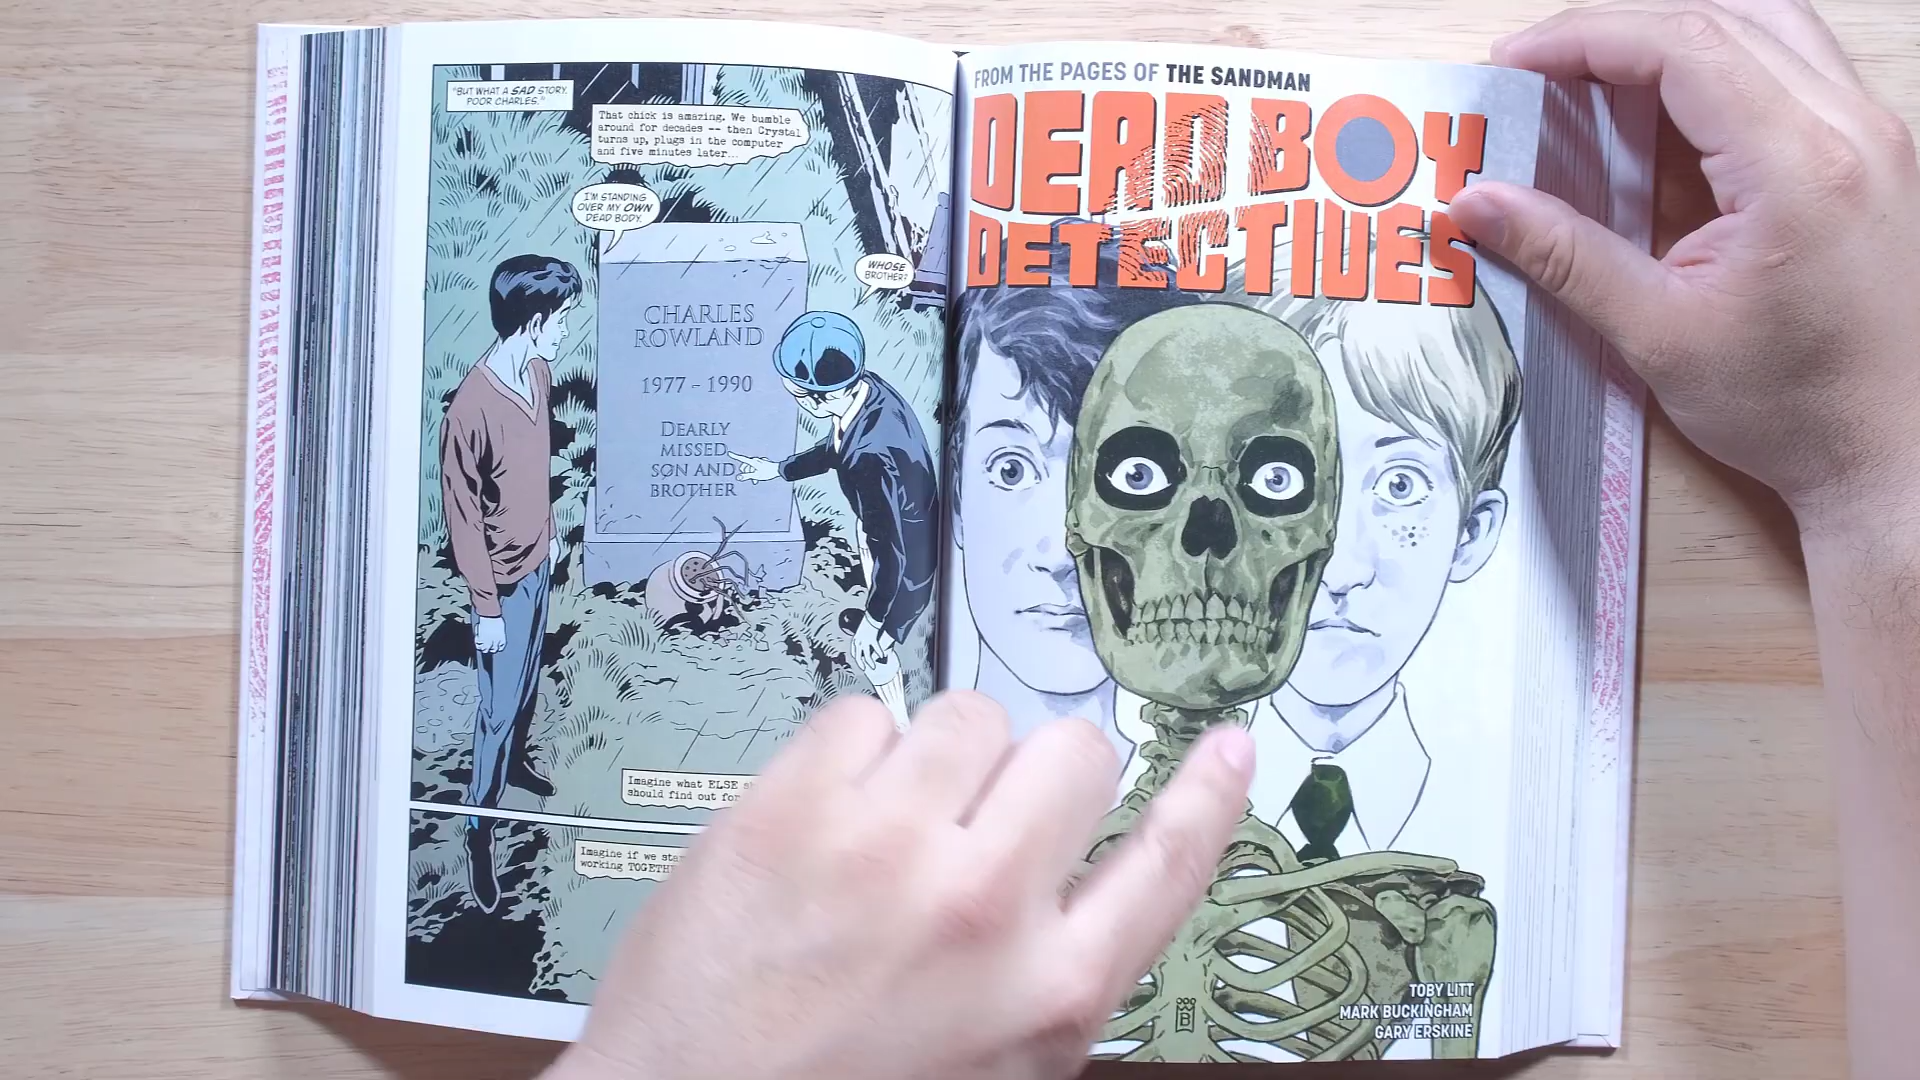 "BUT WHAT A SAD STORY.
POOR CHARLES."
That chick is amazing. We bumble
around for decades -- then Crystal
turns up, plugs in the computer
and five minutes later...
I'M STANDING
OVER MY OWN
DEAD BODY.
WHOSE
BROTHER?
CHARLES
ROWLAND
1977 - 1990
DEARLY
MISSED
SON AND
BROTHER
Imagine what ELSE
should find out for
Imagine if we
working
FROM THE PAGES OF THE SANDMAN
DEAD BOY
DETECTIVES
TOBY LITT
MARK BUCKINGHAM
GARY ERSKINE